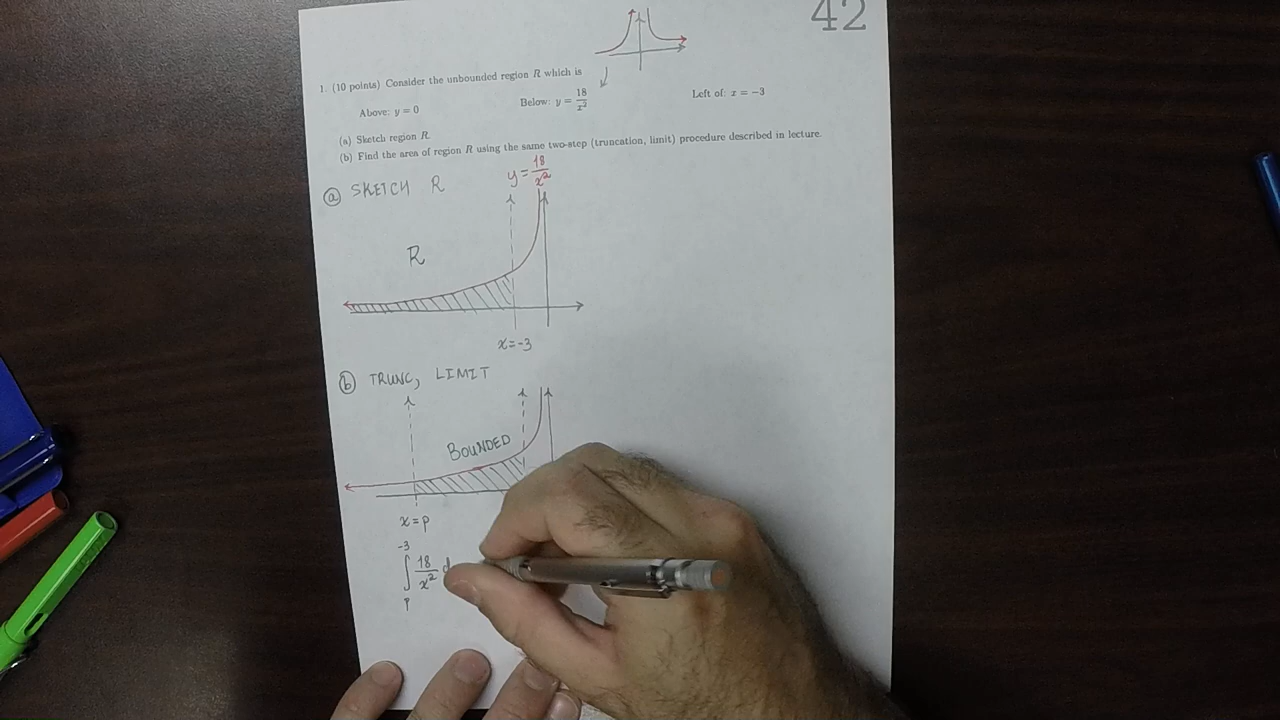 42
1. (10 points) Consider the unbounded region R which is
Above: y = 0 Below: y = 18/x² Left of: x = −3
(a) Sketch region R.
(b) Find the area of region R using the same two-step (truncation, limit) procedure described in lecture.
ⓐ SKETCH R
y = 18/x²
R
x=-3
ⓑ TRUNC, LIMIT
BOUNDED
x=p
∫_p^-3 18/x² d